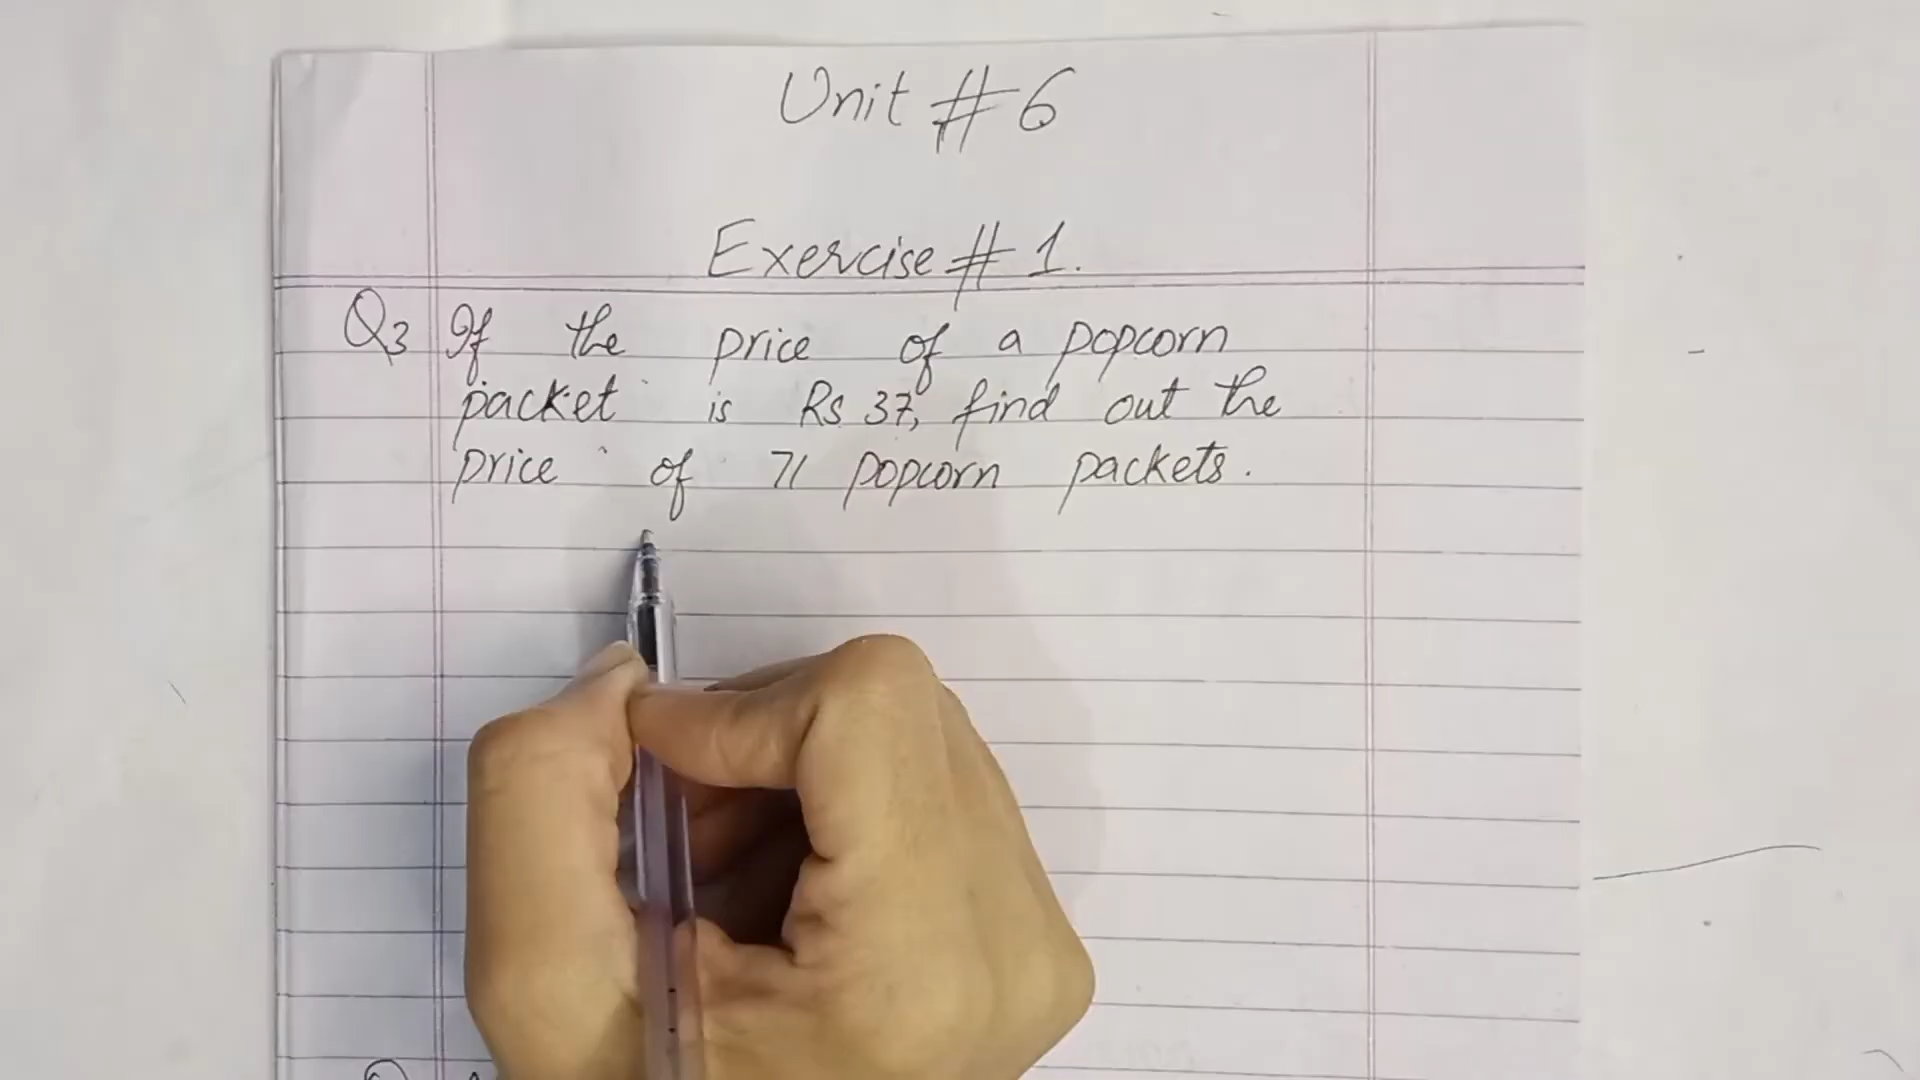 Unit # 6
Exercise # 1.
Q3 If the price of a popcorn
packet is Rs 37, find out the
price of 71 popcorn packets.